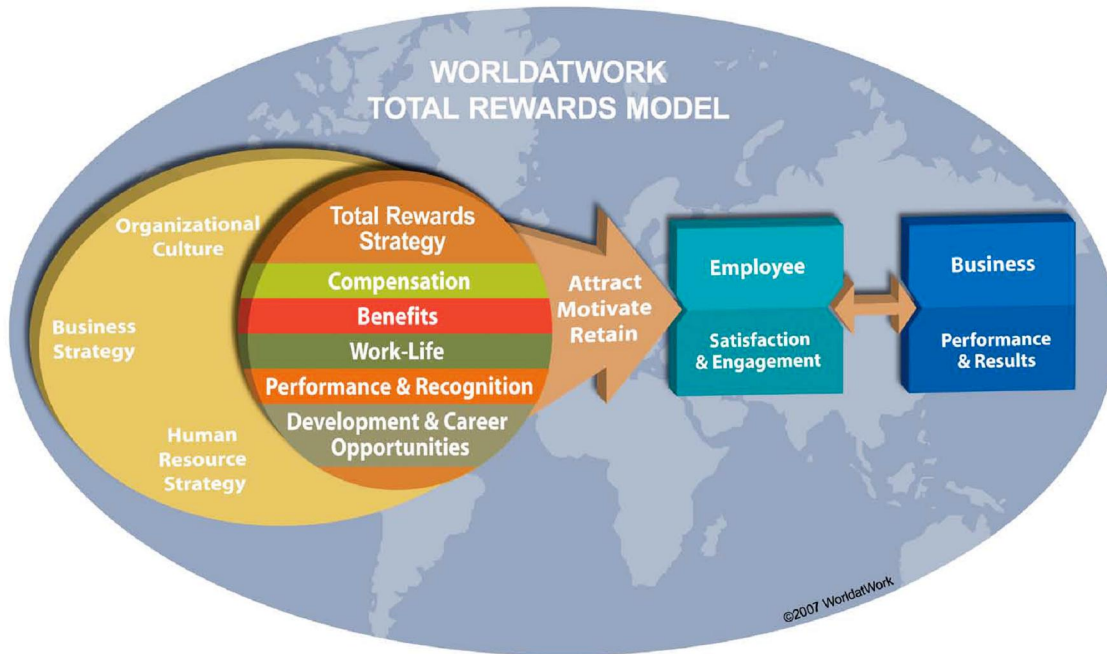 WORLDATWORK
TOTAL REWARDS MODEL
Organizational
Culture
Business
Strategy
Human
Resource
Strategy
Total Rewards
Strategy
Compensation
Benefits
Work-Life
Performance & Recognition
Development & Career
Opportunities
Attract
Motivate
Retain
Employee
Satisfaction
& Engagement
Business
Performance
& Results
©2007 WorldatWork